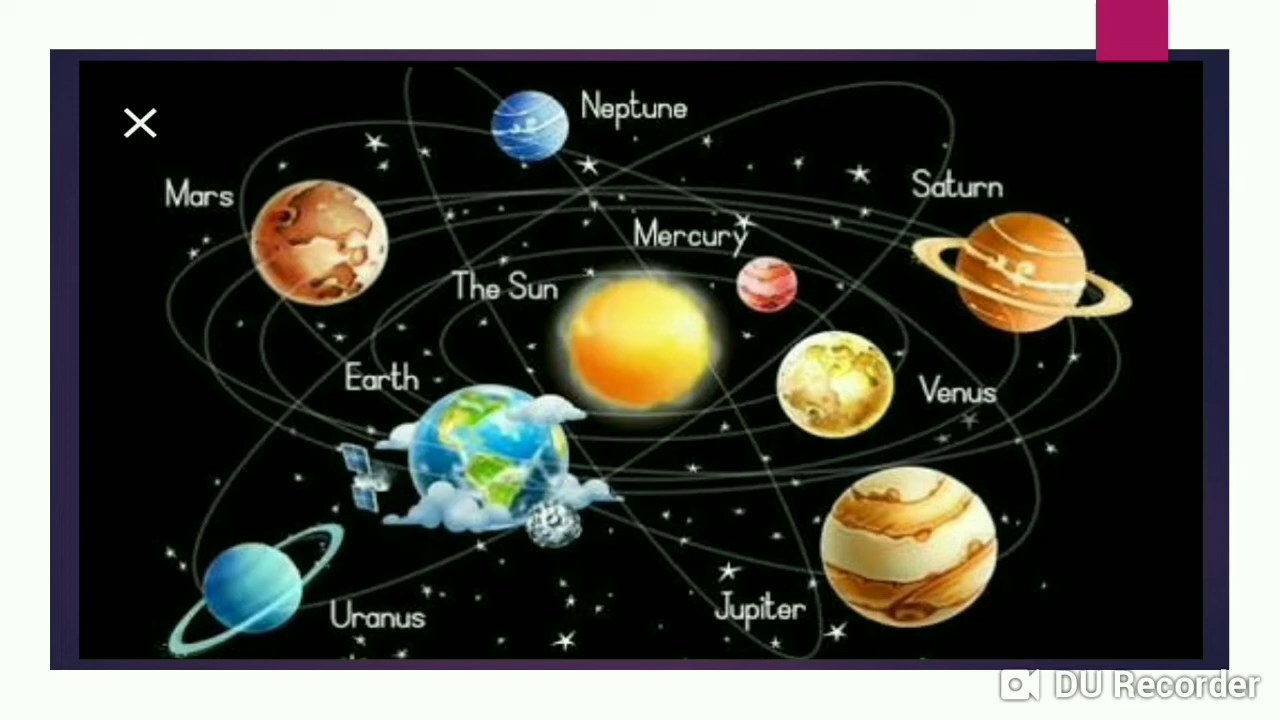 Neptune
Mars
Saturn
Mercury
The Sun
Earth
Venus
Jupiter
Uranus
DU Recorder